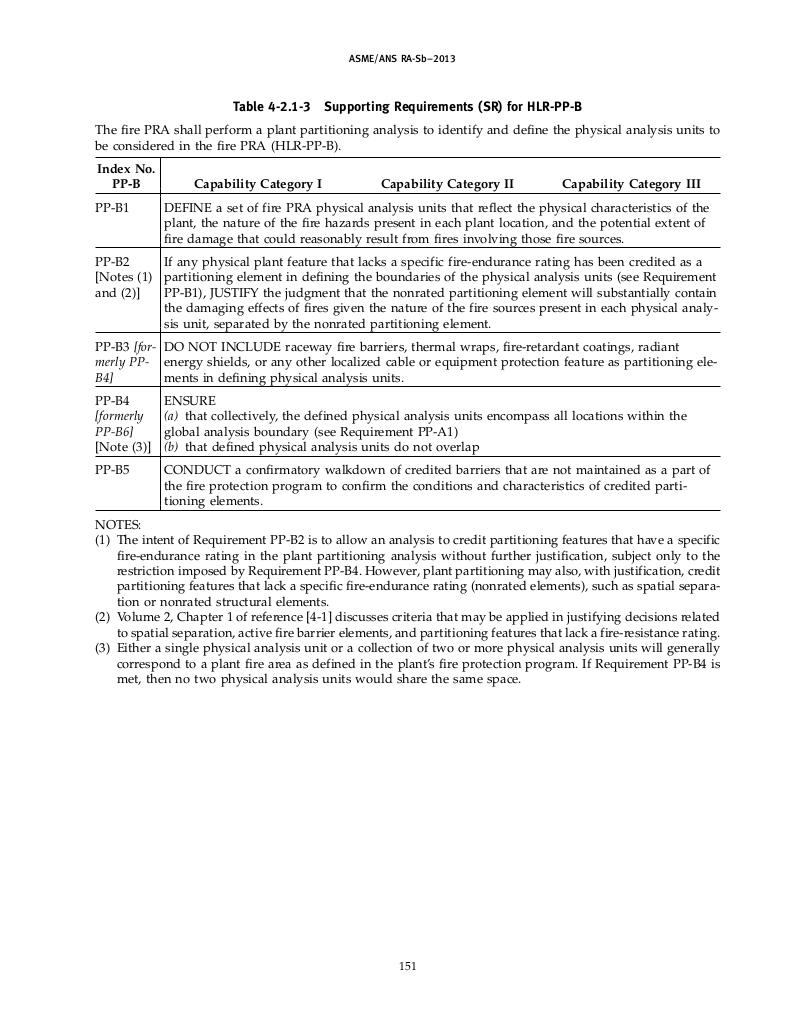 ASME/ANS RA-Sb–2013
Table 4-2.1-3 Supporting Requirements (SR) for HLR-PP-B
The fire PRA shall perform a plant partitioning analysis to identify and define the physical analysis units to
be considered in the fire PRA (HLR-PP-B).
Index No.
PP-B Capability Category I Capability Category II Capability Category III
PP-B1 DEFINE a set of fire PRA physical analysis units that reflect the physical characteristics of the
plant, the nature of the fire hazards present in each plant location, and the potential extent of
fire damage that could reasonably result from fires involving those fire sources.
PP-B2 If any physical plant feature that lacks a specific fire-endurance rating has been credited as a
[Notes (1) partitioning element in defining the boundaries of the physical analysis units (see Requirement
and (2)] PP-B1), JUSTIFY the judgment that the nonrated partitioning element will substantially contain
the damaging effects of fires given the nature of the fire sources present in each physical analy-
sis unit, separated by the nonrated partitioning element.
PP-B3 [for- DO NOT INCLUDE raceway fire barriers, thermal wraps, fire-retardant coatings, radiant
merly PP- energy shields, or any other localized cable or equipment protection feature as partitioning ele-
B4] ments in defining physical analysis units.
PP-B4 ENSURE
[formerly (a) that collectively, the defined physical analysis units encompass all locations within the
PP-B6] global analysis boundary (see Requirement PP-A1)
[Note (3)] (b) that defined physical analysis units do not overlap
PP-B5 CONDUCT a confirmatory walkdown of credited barriers that are not maintained as a part of
the fire protection program to confirm the conditions and characteristics of credited parti-
tioning elements.
NOTES:
(1) The intent of Requirement PP-B2 is to allow an analysis to credit partitioning features that have a specific
fire-endurance rating in the plant partitioning analysis without further justification, subject only to the
restriction imposed by Requirement PP-B4. However, plant partitioning may also, with justification, credit
partitioning features that lack a specific fire-endurance rating (nonrated elements), such as spatial separa-
tion or nonrated structural elements.
(2) Volume 2, Chapter 1 of reference [4-1] discusses criteria that may be applied in justifying decisions related
to spatial separation, active fire barrier elements, and partitioning features that lack a fire-resistance rating.
(3) Either a single physical analysis unit or a collection of two or more physical analysis units will generally
correspond to a plant fire area as defined in the plant's fire protection program. If Requirement PP-B4 is
met, then no two physical analysis units would share the same space.
151